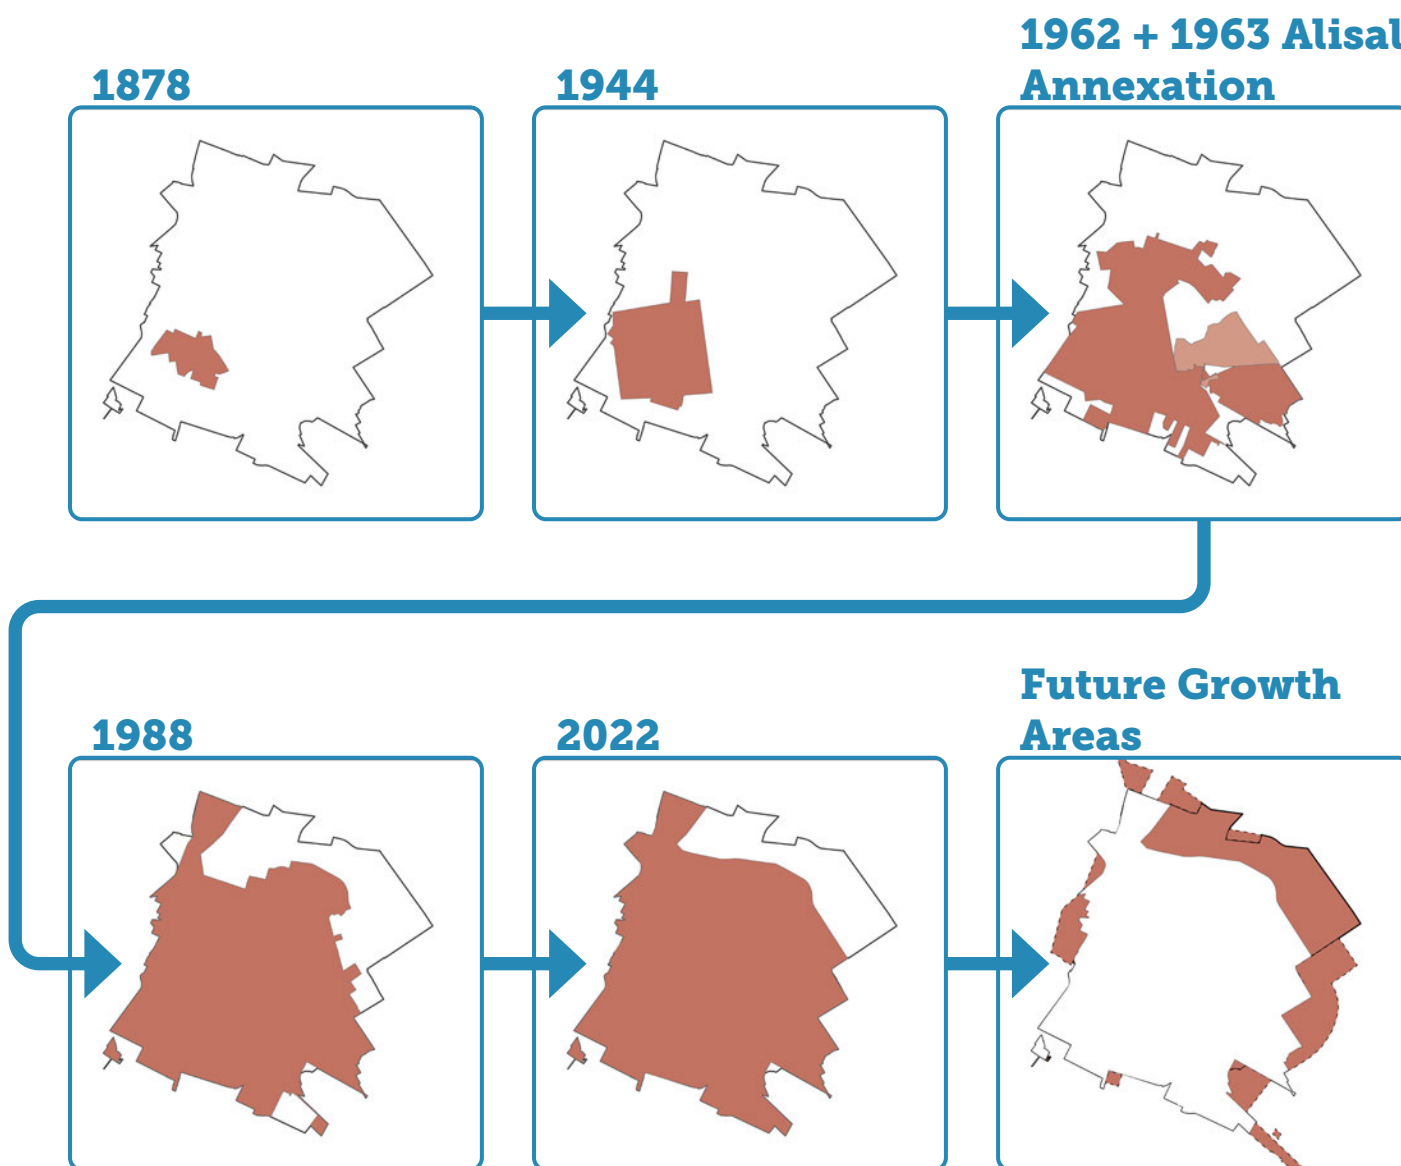 1878
1944
1962 + 1963 Alisal
Annexation
1988
2022
Future Growth
Areas